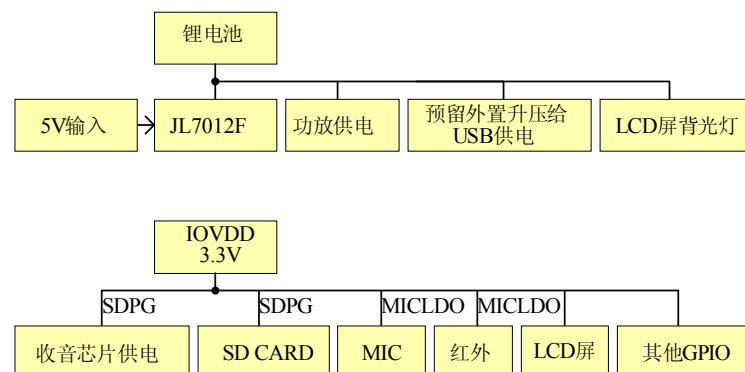 锂电池
5V输入
JL7012F
功放供电
预留外置升压给
USB供电
LCD屏背光灯
IOVDD
3.3V
SDPG
SDPG
MICLDO
MICLDO
收音芯片供电
SD CARD
MIC
红外
LCD屏
其他GPIO